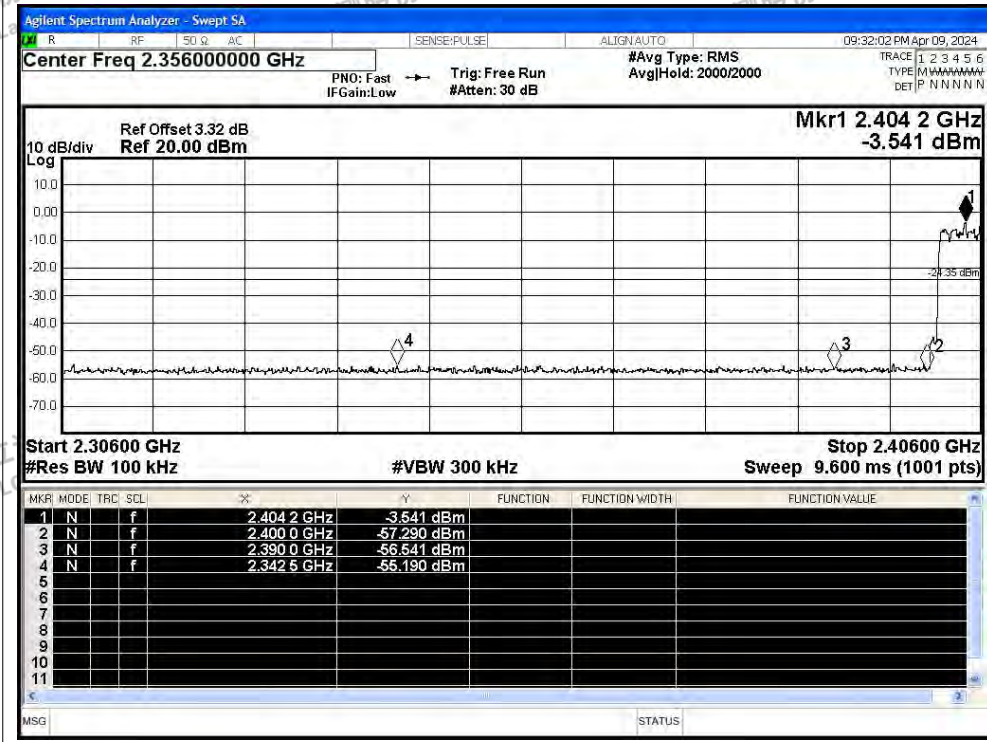 Agilent Spectrum Analyzer - Swept SA
R RF 50 Ω AC SENSE:PULSE ALIGN AUTO 09:32:02 PM Apr 09, 2024
Center Freq 2.356000000 GHz #Avg Type: RMS TRACE 1 2 3 4 5 6
PNO: Fast Trig: Free Run Avg|Hold: 2000/2000 TYPE M W W W W W
IFGain:Low #Atten: 30 dB DET P N N N N N
Mkr1 2.404 2 GHz
Ref Offset 3.32 dB
10 dB/div Ref 20.00 dBm -3.541 dBm
Log
10.0
0.00
1
-10.0
-20.0
-24.35 dBm
-30.0
-40.0
4
3
2
-50.0
-60.0
-70.0
Start 2.30600 GHz Stop 2.40600 GHz
#Res BW 100 kHz #VBW 300 kHz Sweep 9.600 ms (1001 pts)
MKR MODE TRC SCL X Y FUNCTION FUNCTION WIDTH FUNCTION VALUE
1 N f 2.404 2 GHz -3.541 dBm
2 N f 2.400 0 GHz -57.290 dBm
3 N f 2.390 0 GHz -56.541 dBm
4 N f 2.342 5 GHz -55.190 dBm
5
6
7
8
9
10
11
MSG STATUS